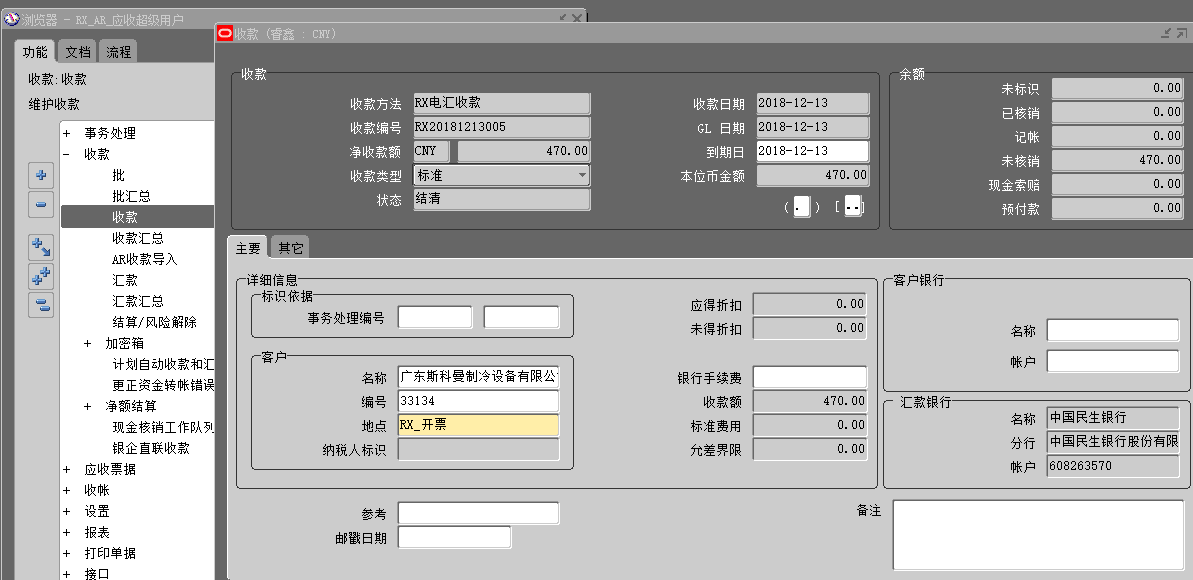 浏览器 - RX_AR_应收超级用户
功能 文档 流程
收款:收款
维护收款
+ 事务处理
- 收款
批
批汇总
收款
收款汇总
AR收款导入
汇款
汇款汇总
结算/风险解除
+ 加密箱
计划自动收款和汇
更正资金转帐错误
+ 净额结算
现金核销工作队列
银企直联收款
+ 应收票据
+ 收帐
+ 设置
+ 报表
+ 打印单据
+ 接口
收款 (睿鑫 : CNY)
收款
收款方法 RX电汇收款
收款编号 RX20181213005
净收款额 CNY 470.00
收款类型 标准
状态 结清
收款日期 2018-12-13
GL 日期 2018-12-13
到期日 2018-12-13
本位币金额 470.00
( . ) [ -- ]
余额
未标识 0.00
已核销 0.00
记帐 0.00
未核销 470.00
现金索赔 0.00
预付款 0.00
主要 其它
详细信息
标识依据
事务处理编号
客户
名称 广东斯科曼制冷设备有限公
编号 33134
地点 RX_开票
纳税人标识
应得折扣 0.00
未得折扣 0.00
银行手续费
收款额 470.00
标准费用 0.00
允差界限 0.00
客户银行
名称
帐户
汇款银行
名称 中国民生银行
分行 中国民生银行股份有限
帐户 608263570
参考
邮戳日期
备注